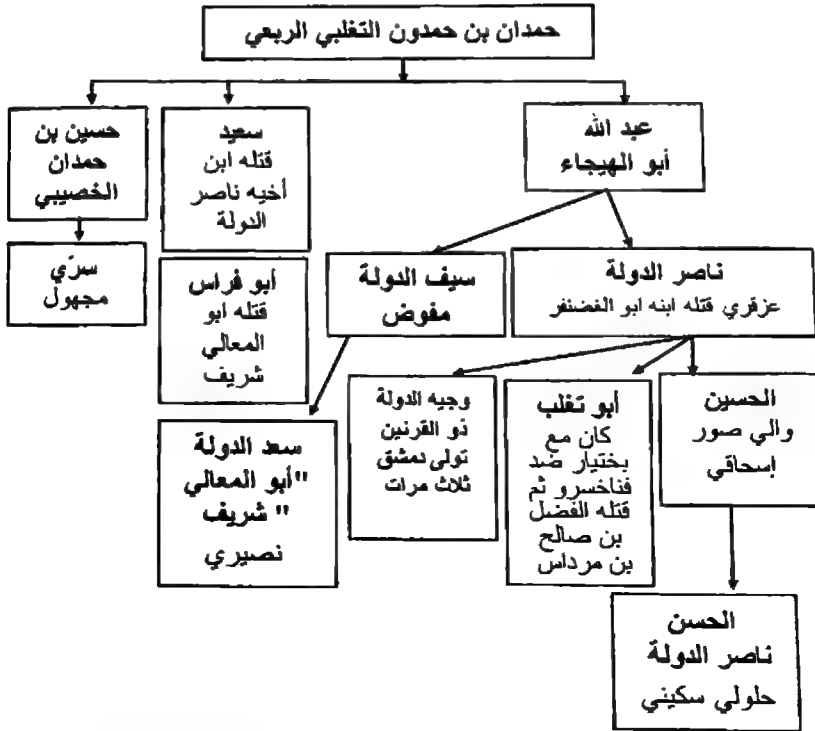 حمدان بن حمدون التغلبي الربعي
عبد الله
أبو الهيجاء
سعيد
قتله ابن
أخيه ناصر
الدولة
حسين بن
حمدان
الخصيبي
ناصر الدولة
عزقري قتله ابنه ابو الغضنفر
سيف الدولة
مفوض
أبو فراس
قتله ابو
المعالي
شريف
سرّي
مجهول
الحسين
والي صور
إسحاقي
أبو تغلب
كان مع
بختيار ضد
فناخسرو ثم
قتله الفضل
بن صالح
بن مرداس
وجيه الدولة
ذو القرنين
تولى دمشق
ثلاث مرات
سعد الدولة
"أبو المعالي
شريف "
نصيري
الحسن
ناصر الدولة
حلولي سكيني